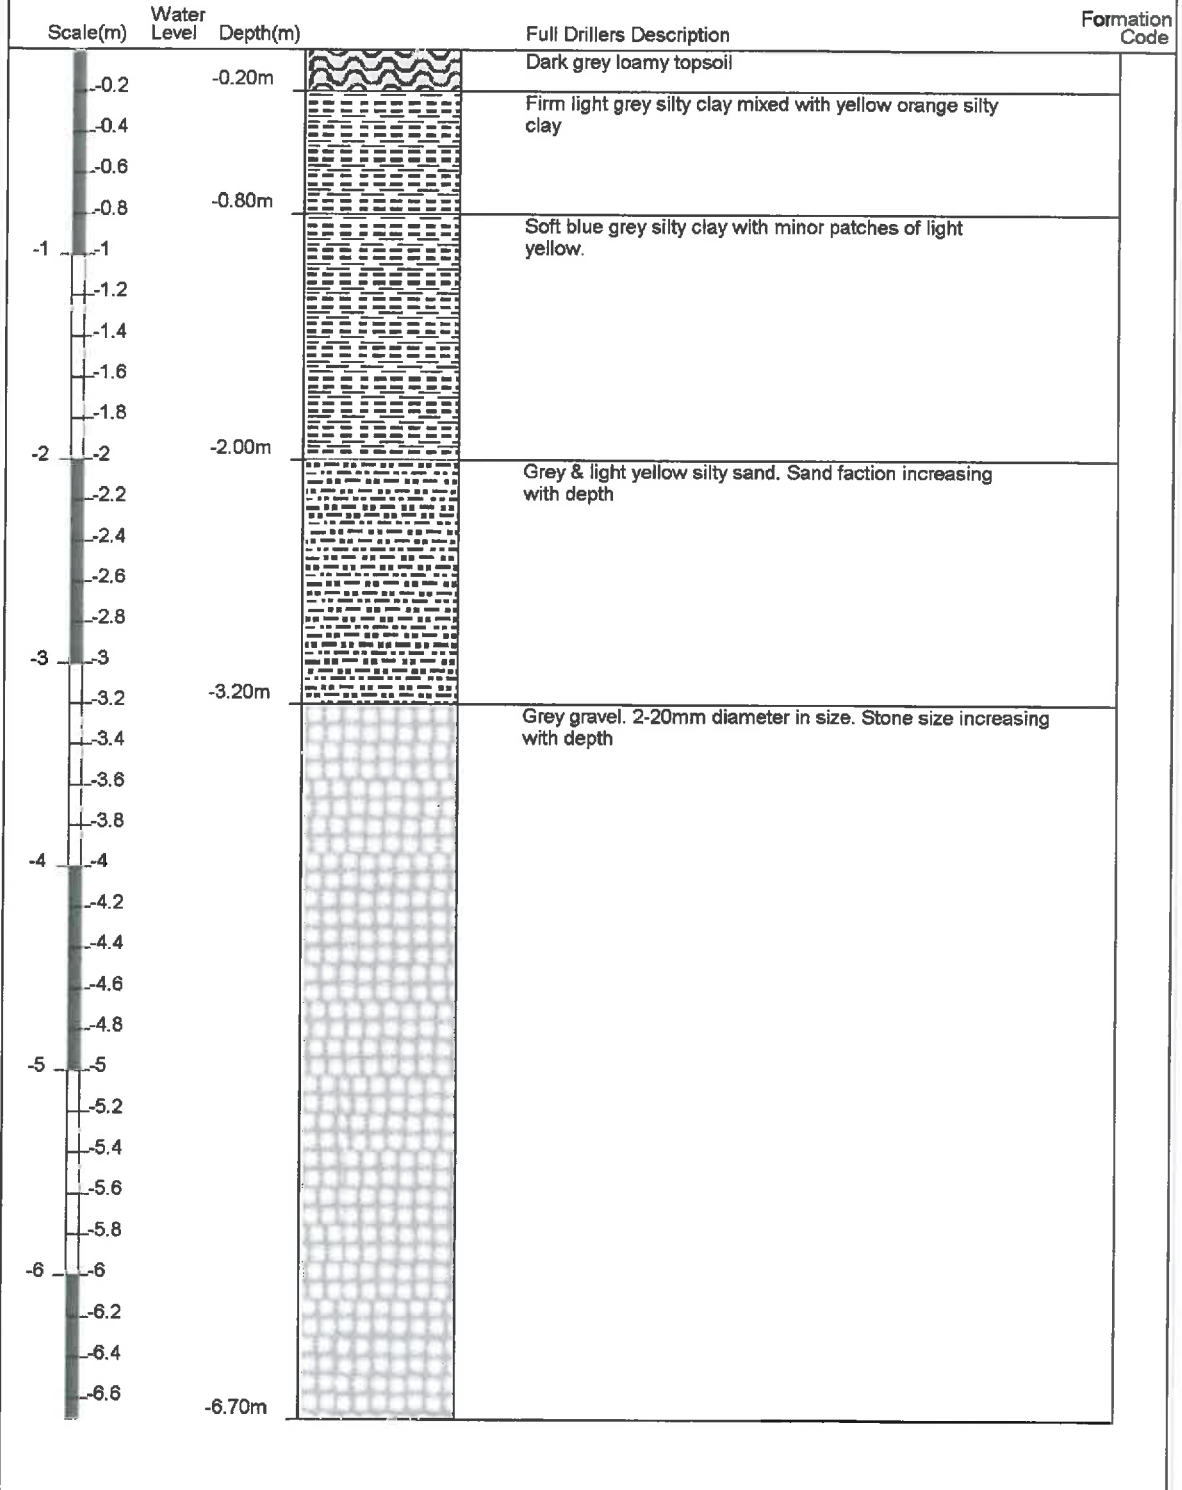 Scale(m) Water Level Depth(m) Full Drillers Description Formation Code
-0.20m Dark grey loamy topsoil
-0.2
Firm light grey silty clay mixed with yellow orange silty
clay
-0.4
-0.6
-0.80m
-0.8
Soft blue grey silty clay with minor patches of light
yellow.
-1 -1
-1.2
-1.4
-1.6
-1.8
-2.00m
-2 -2
Grey & light yellow silty sand. Sand faction increasing
with depth
-2.2
-2.4
-2.6
-2.8
-3 -3
-3.20m
-3.2
Grey gravel. 2-20mm diameter in size. Stone size increasing
with depth
-3.4
-3.6
-3.8
-4 -4
-4.2
-4.4
-4.6
-4.8
-5 -5
-5.2
-5.4
-5.6
-5.8
-6 -6
-6.2
-6.4
-6.6
-6.70m